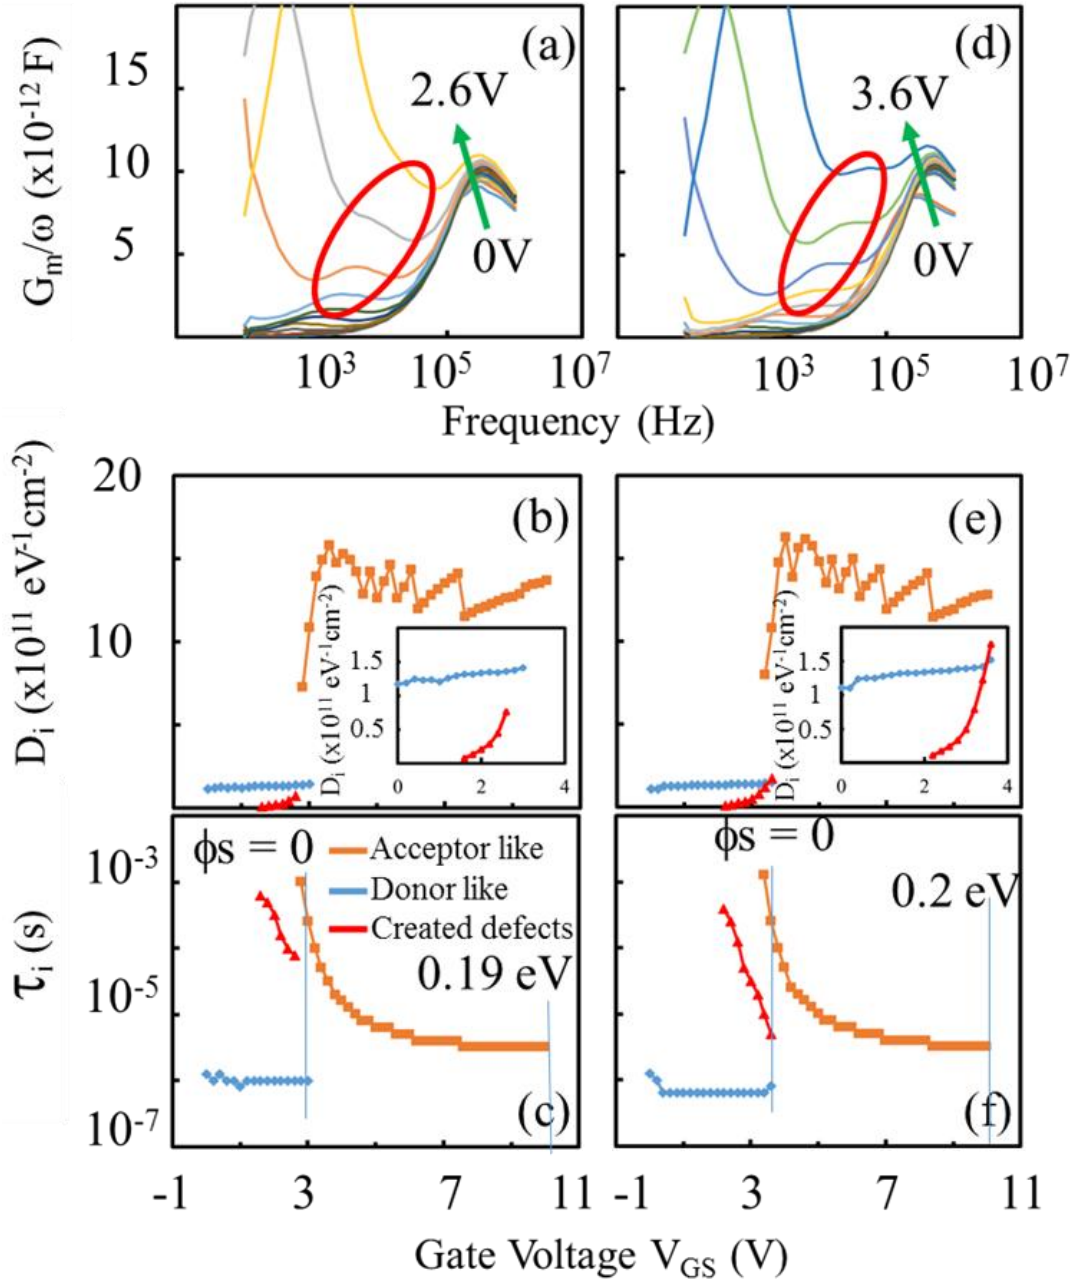 (a)
(d)
Gm/ω (x10-12 F)
15
10
5
2.6V
0V
3.6V
0V
103 105 107
103 105 107
Frequency (Hz)
Di (x1011 eV-1cm-2)
20
10
(b)
(e)
Di (x1011 eV-1cm-2)
1.5
1
0.5
0 2 4
Di (x1011 eV-1cm-2)
1.5
1
0.5
0 2 4
τi (s)
10-3
10-5
10-7
ϕs = 0
Acceptor like
Donor like
Created defects
0.19 eV
(c)
ϕs = 0
0.2 eV
(f)
-1 3 7 11
-1 3 7 11
Gate Voltage VGS (V)